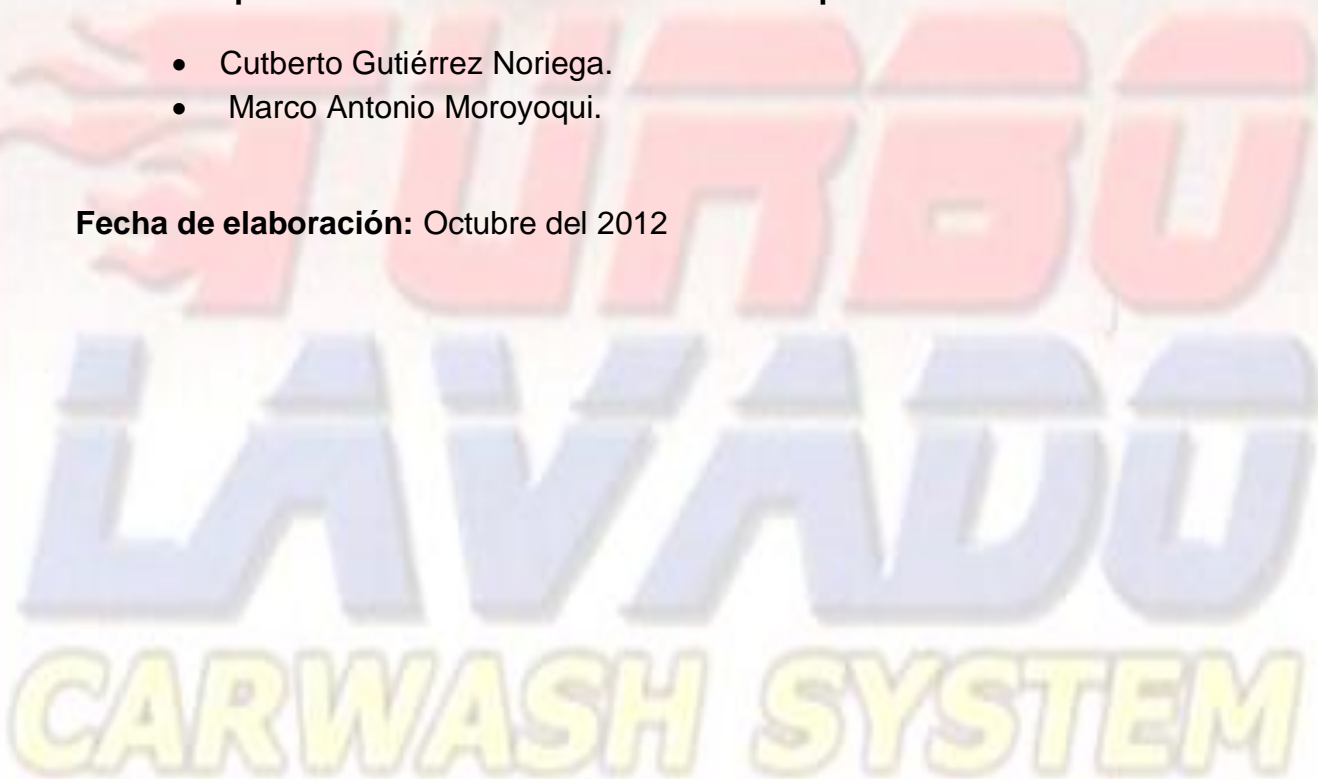 • Cutberto Gutiérrez Noriega.
• Marco Antonio Moroyoqui.
Fecha de elaboración: Octubre del 2012
TURBO
LAVADO
CARWASH SYSTEM